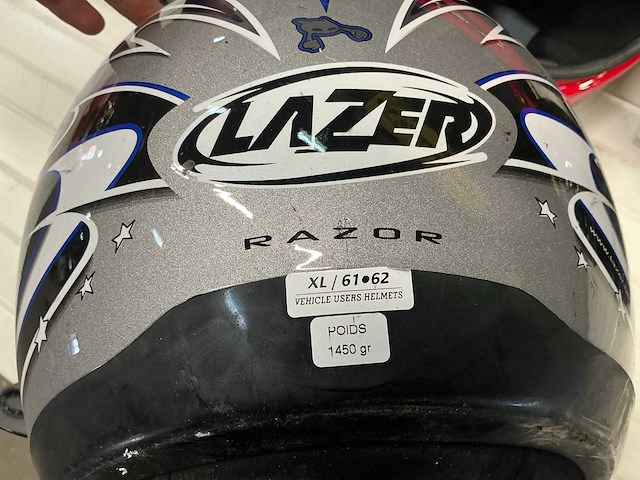 LAZER
RAZOR
XL / 61•62
VEHICLE USERS HELMETS
POIDS
1450 gr